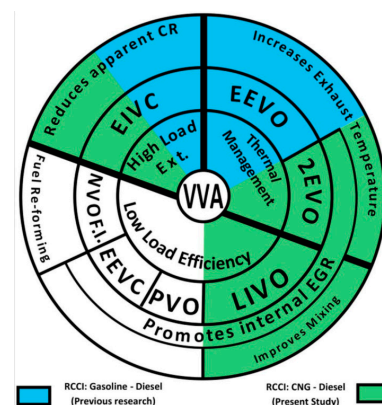 Reduces apparent CR
Increases Exhaust
Temperature
EIVC
EEVO
High Load
Ext.
Thermal
Management
2EVO
VVA
Fuel Re-forming
NVOF.I.
Low Load Efficiency
EEVC
PVO
LIVO
Promotes internal EGR
Improves Mixing
RCCI: Gasoline - Diesel
(Previous research)
RCCI: CNG - Diesel
(Present Study)